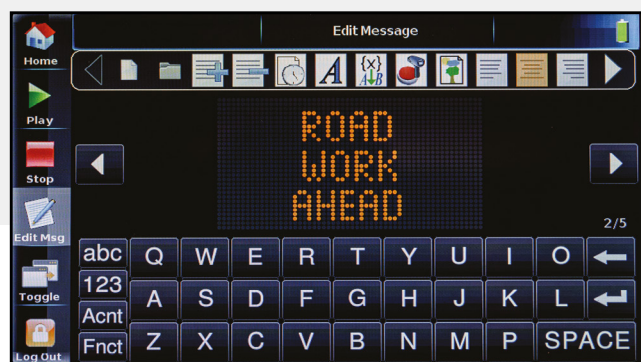 Edit Message
Home
Play
Stop
Edit Msg
Toggle
Log Out
A
{x}
A B
ROAD
WORK
AHEAD
2/5
abc Q W E R T Y U I O
123 A S D F G H J K L
Acnt
Fnct Z X C V B N M P SPACE